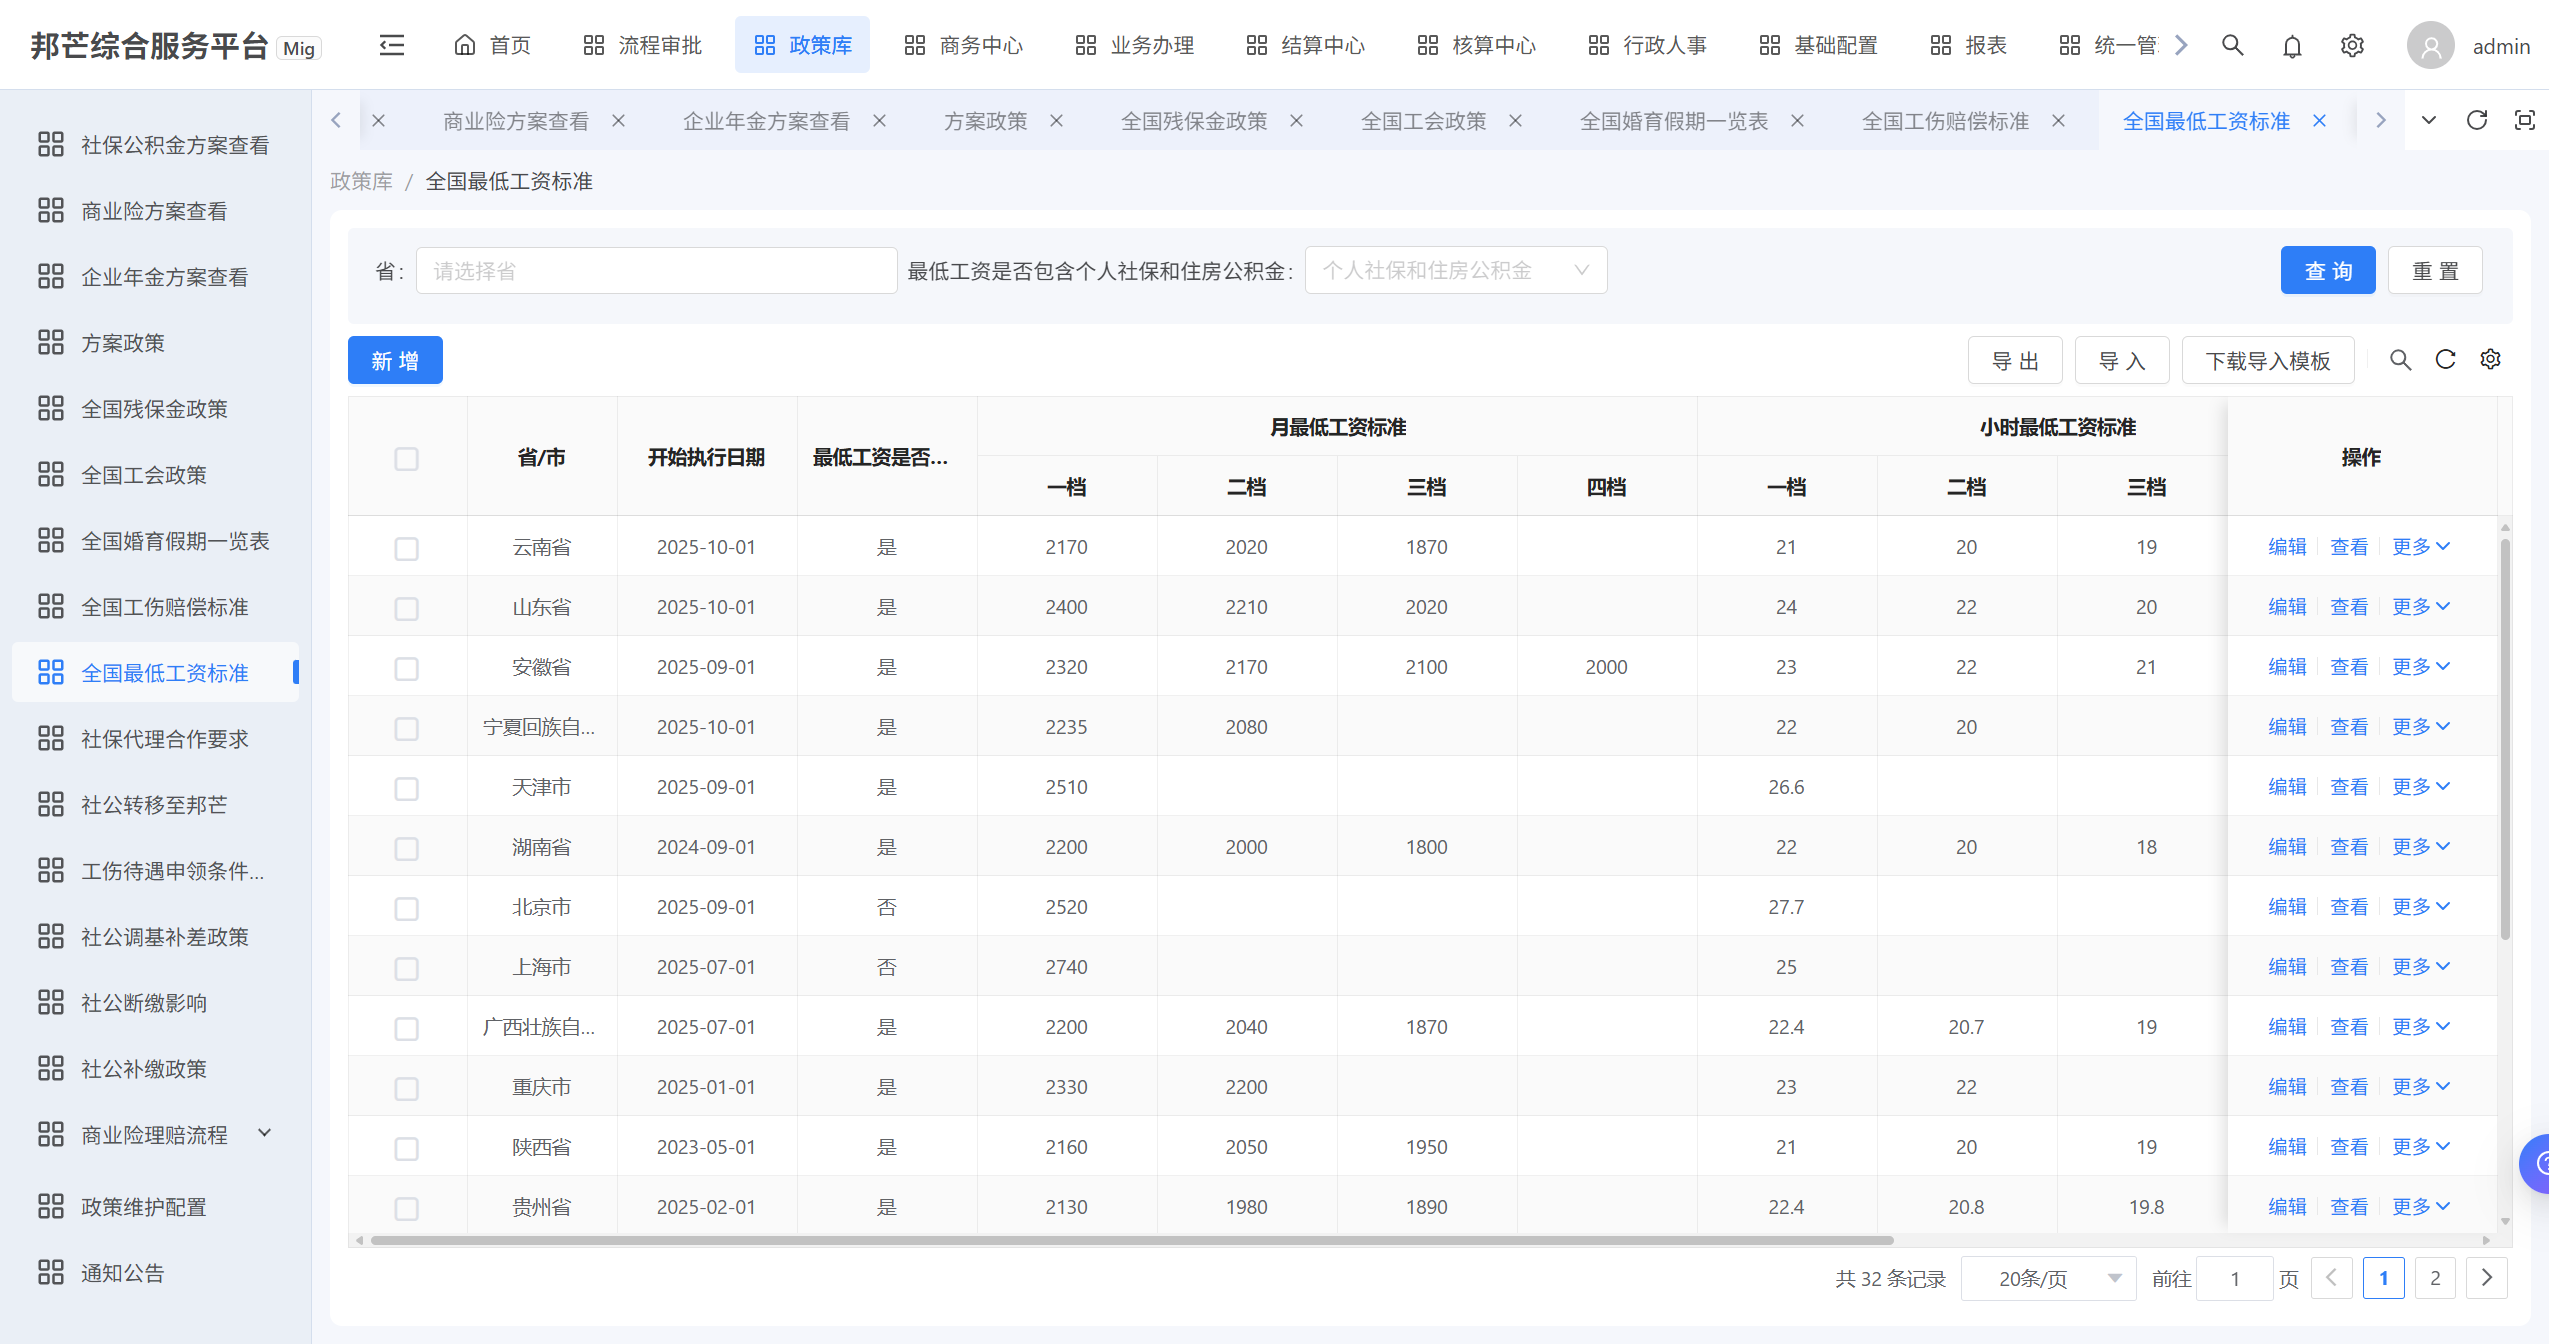 邦芒综合服务平台 Mig
首页 流程审批 政策库 商务中心 业务办理 结算中心 核算中心 行政人事 基础配置 报表 统一管 admin
商业险方案查看 企业年金方案查看 方案政策 全国残保金政策 全国工会政策 全国婚育假期一览表 全国工伤赔偿标准 全国最低工资标准
社保公积金方案查看
商业险方案查看
企业年金方案查看
方案政策
全国残保金政策
全国工会政策
全国婚育假期一览表
全国工伤赔偿标准
全国最低工资标准
社保代理合作要求
社公转移至邦芒
工伤待遇申领条件...
社公调基补差政策
社公断缴影响
社公补缴政策
商业险理赔流程
政策维护配置
通知公告
政策库 / 全国最低工资标准
省: 请选择省 最低工资是否包含个人社保和住房公积金: 个人社保和住房公积金 查询 重置
新增 导出 导入 下载导入模板
省/市 开始执行日期 最低工资是否... 月最低工资标准 小时最低工资标准 操作
一档 二档 三档 四档 一档 二档 三档
云南省 2025-10-01 是 2170 2020 1870 21 20 19 编辑 查看 更多
山东省 2025-10-01 是 2400 2210 2020 24 22 20 编辑 查看 更多
安徽省 2025-09-01 是 2320 2170 2100 2000 23 22 21 编辑 查看 更多
宁夏回族自... 2025-10-01 是 2235 2080 22 20 编辑 查看 更多
天津市 2025-09-01 是 2510 26.6 编辑 查看 更多
湖南省 2024-09-01 是 2200 2000 1800 22 20 18 编辑 查看 更多
北京市 2025-09-01 否 2520 27.7 编辑 查看 更多
上海市 2025-07-01 否 2740 25 编辑 查看 更多
广西壮族自... 2025-07-01 是 2200 2040 1870 22.4 20.7 19 编辑 查看 更多
重庆市 2025-01-01 是 2330 2200 23 22 编辑 查看 更多
陕西省 2023-05-01 是 2160 2050 1950 21 20 19 编辑 查看 更多
贵州省 2025-02-01 是 2130 1980 1890 22.4 20.8 19.8 编辑 查看 更多
共 32 条记录 20条/页 前往 1 页 1 2